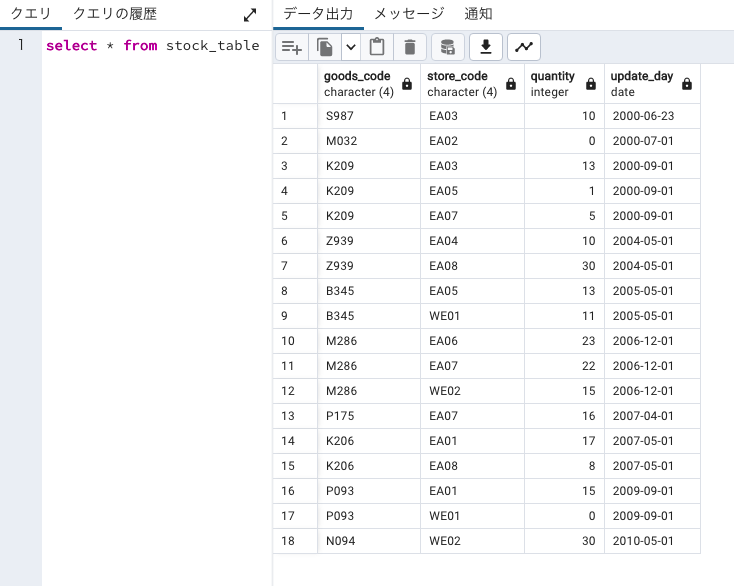 クエリ クエリの履歴
1 select * from stock_table
データ出力 メッセージ 通知
goods_code store_code quantity update_day
character (4) character (4) integer date
1 S987 EA03 10 2000-06-23
2 M032 EA02 0 2000-07-01
3 K209 EA03 13 2000-09-01
4 K209 EA05 1 2000-09-01
5 K209 EA07 5 2000-09-01
6 Z939 EA04 10 2004-05-01
7 Z939 EA08 30 2004-05-01
8 B345 EA05 13 2005-05-01
9 B345 WE01 11 2005-05-01
10 M286 EA06 23 2006-12-01
11 M286 EA07 22 2006-12-01
12 M286 WE02 15 2006-12-01
13 P175 EA07 16 2007-04-01
14 K206 EA01 17 2007-05-01
15 K206 EA08 8 2007-05-01
16 P093 EA01 15 2009-09-01
17 P093 WE01 0 2009-09-01
18 N094 WE02 30 2010-05-01